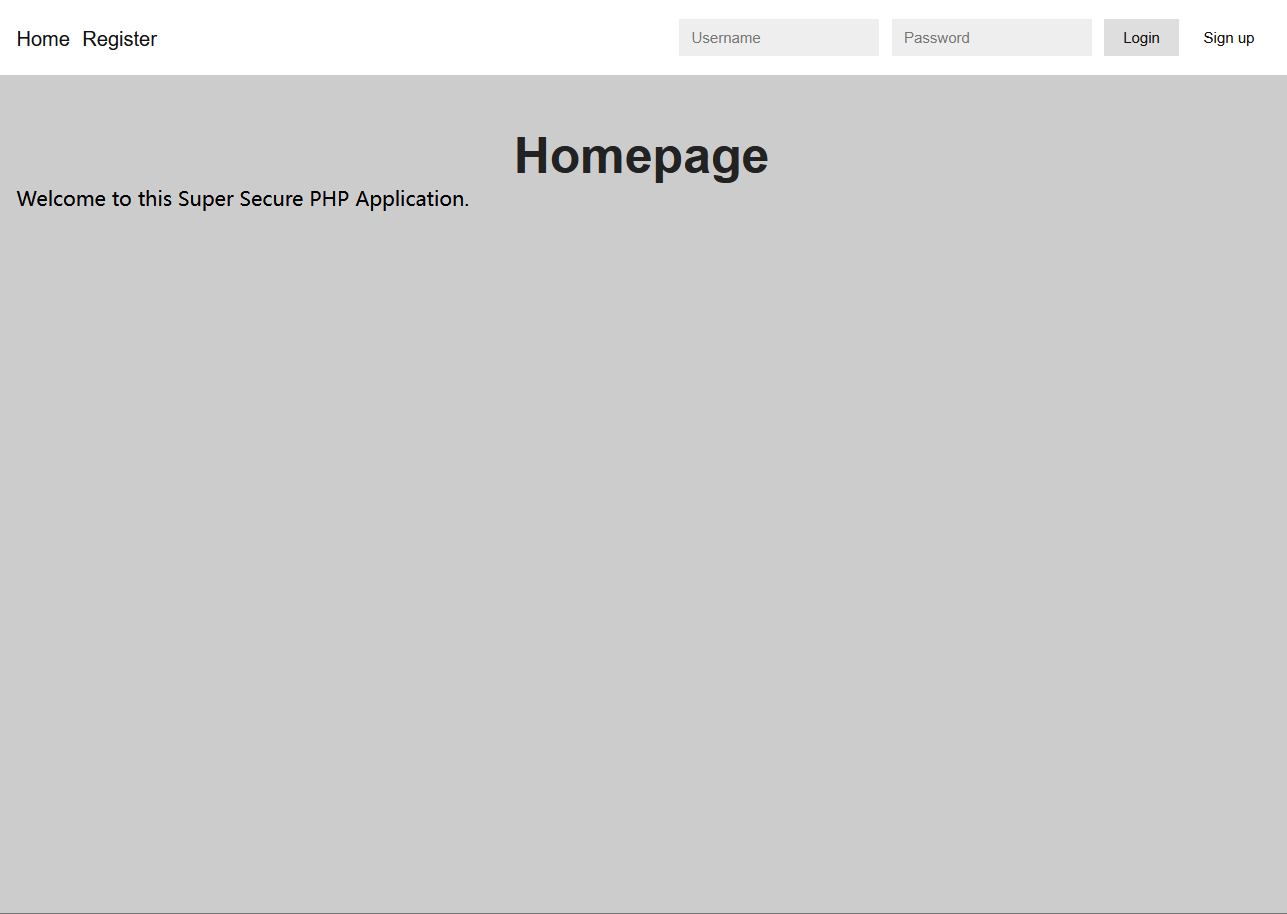 Home Register Username Password Login Sign up
Homepage
Welcome to this Super Secure PHP Application.